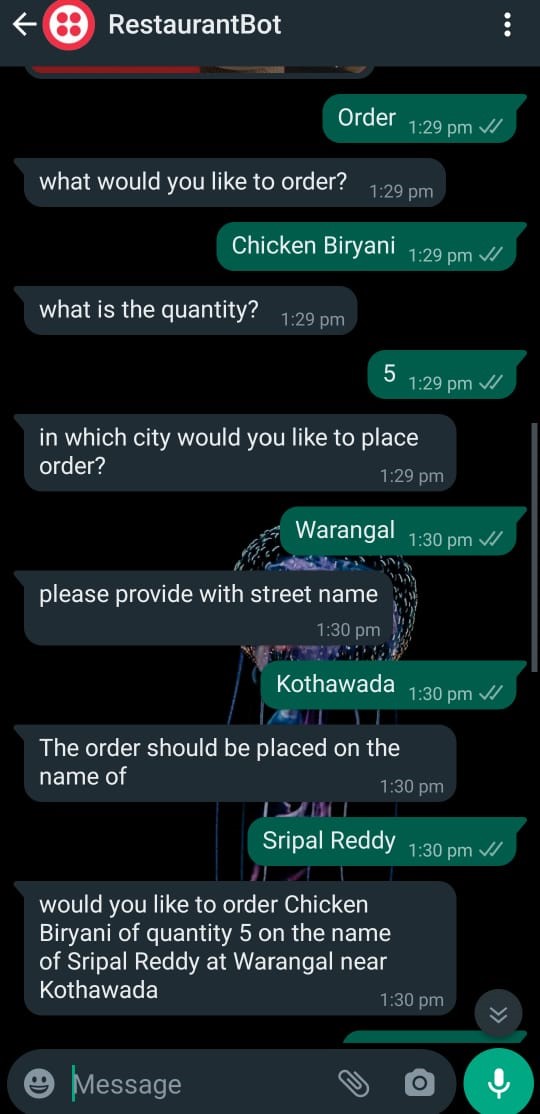 RestaurantBot
Order 1:29 pm
what would you like to order? 1:29 pm
Chicken Biryani 1:29 pm
what is the quantity? 1:29 pm
5 1:29 pm
in which city would you like to place
order? 1:29 pm
Warangal 1:30 pm
please provide with street name
1:30 pm
Kothawada 1:30 pm
The order should be placed on the
name of 1:30 pm
Sripal Reddy 1:30 pm
would you like to order Chicken
Biryani of quantity 5 on the name
of Sripal Reddy at Warangal near
Kothawada 1:30 pm
Message